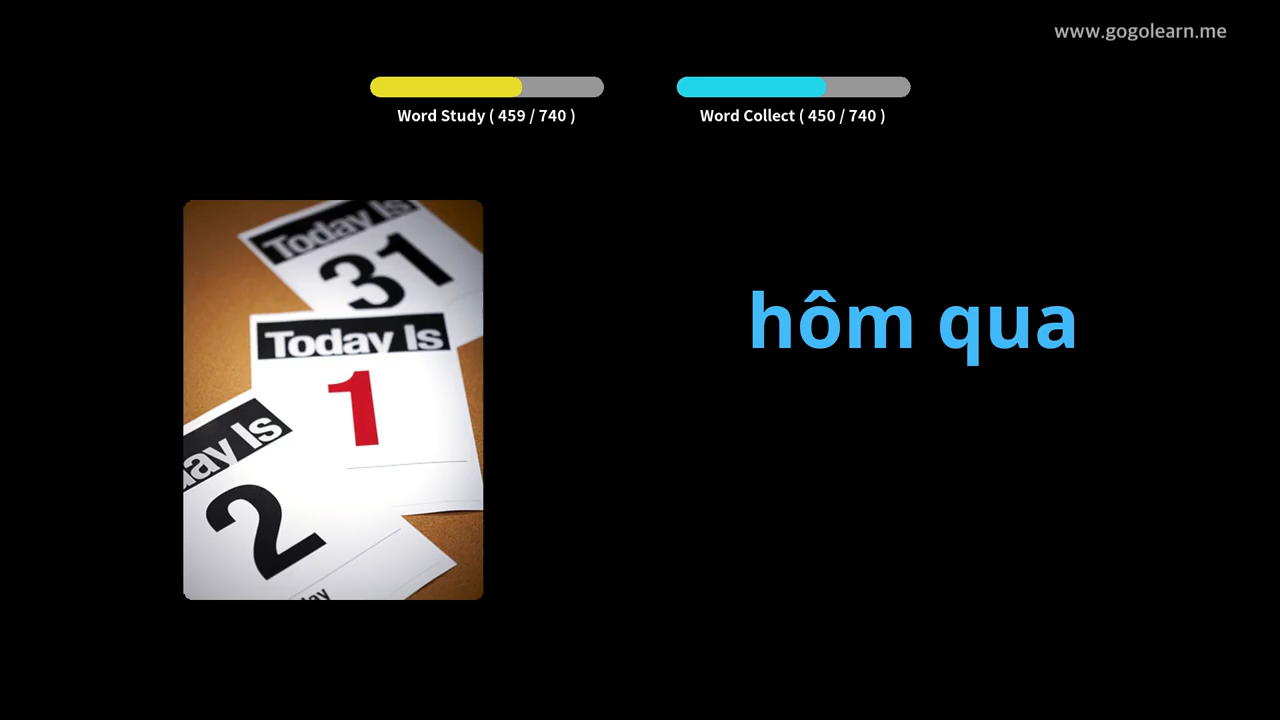 www.gogolearn.me
Word Study ( 459 / 740 )
Word Collect ( 450 / 740 )
Today Is
31
Today Is
1
ay Is
2
hôm qua